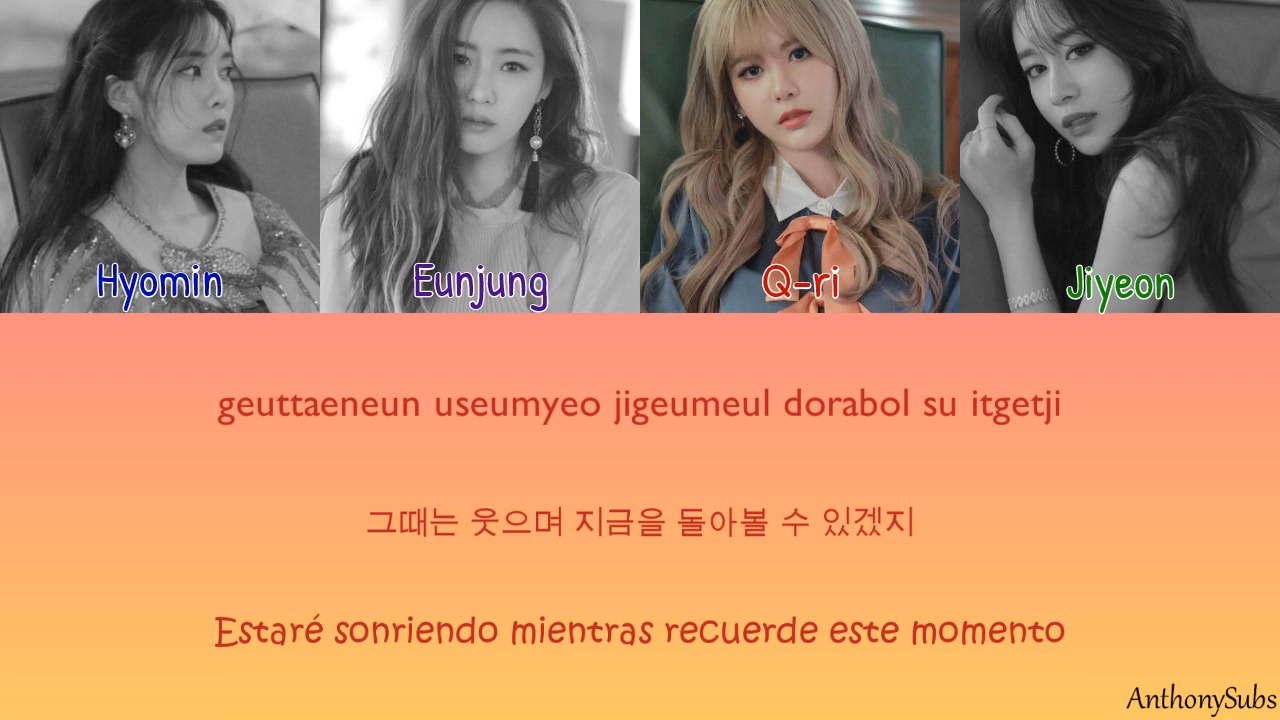 Hyomin
Eunjung
Q-ri
Jiyeon
geuttaeneun useumyeo jigeumeul dorabol su itgetji
그때는 웃으며 지금을 돌아볼 수 있겠지
Estaré sonriendo mientras recuerde este momento
AnthonySubs